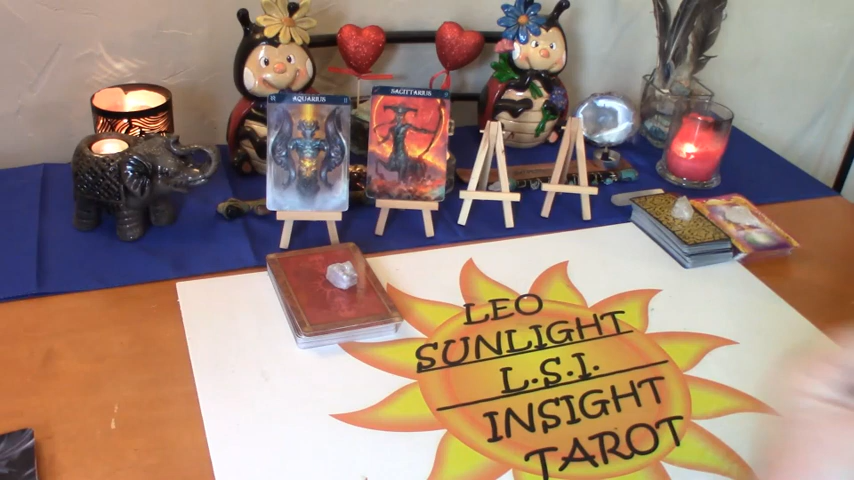 AQUARIUS
SAGITTARIUS
LEO
SUNLIGHT
L.S.I.
INSIGHT
TAROT